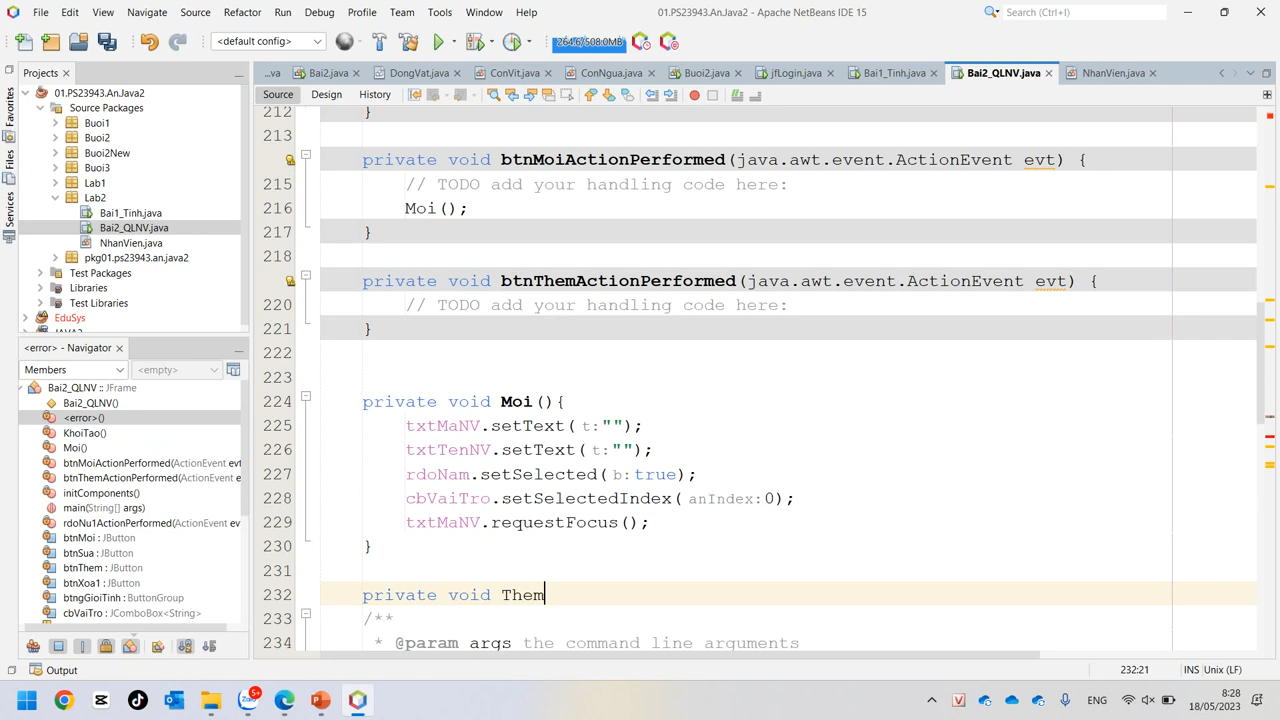 File Edit View Navigate Source Refactor Run Debug Profile Team Tools Window Help 01.PS23943.An.Java2 - Apache NetBeans IDE 15 Search (Ctrl+I)
<default config> 264.6/508.0MB
Projects ...va Bai2.java DongVat.java ConVit.java ConNgua.java Buoi2.java jfLogin.java Bai1_Tinh.java Bai2_QLNV.java NhanVien.java
Source Design History
Favorites
Files
Services
01.PS23943.An.Java2
Source Packages
Buoi1
Buoi2
Buoi2New
Buoi3
Lab1
Lab2
Bai1_Tinh.java
Bai2_QLNV.java
NhanVien.java
pkg01.ps23943.an.java2
Test Packages
Libraries
Test Libraries
EduSys
JAVA2
<error> - Navigator
Members <empty>
Bai2_QLNV :: JFrame
Bai2_QLNV()
<error>()
KhoiTao()
Moi()
btnMoiActionPerformed(ActionEvent evt
btnThemActionPerformed(ActionEvent e
initComponents()
main(String[] args)
rdoNu1ActionPerformed(ActionEvent ev
btnMoi : JButton
btnSua : JButton
btnThem : JButton
btnXoa1 : JButton
btngGioiTinh : ButtonGroup
cbVaiTro : JComboBox<String>
212 }
213
private void btnMoiActionPerformed(java.awt.event.ActionEvent evt) {
215 // TODO add your handling code here:
216 Moi();
217 }
218
private void btnThemActionPerformed(java.awt.event.ActionEvent evt) {
220 // TODO add your handling code here:
221 }
222
223
224 private void Moi(){
225 txtMaNV.setText(t:"");
226 txtTenNV.setText(t:"");
227 rdoNam.setSelected(b:true);
228 cbVaiTro.setSelectedIndex(anIndex:0);
229 txtMaNV.requestFocus();
230 }
231
232 private void Them
233 /**
234 * @param args the command line arguments
Output 232:21 INS Unix (LF)
Zalo 5+ ENG 8:28
18/05/2023